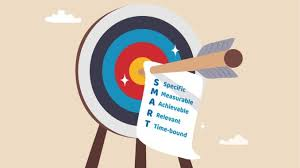 Specific
Measurable
Achievable
Relevant
Time-bound
S
M
A
R
T